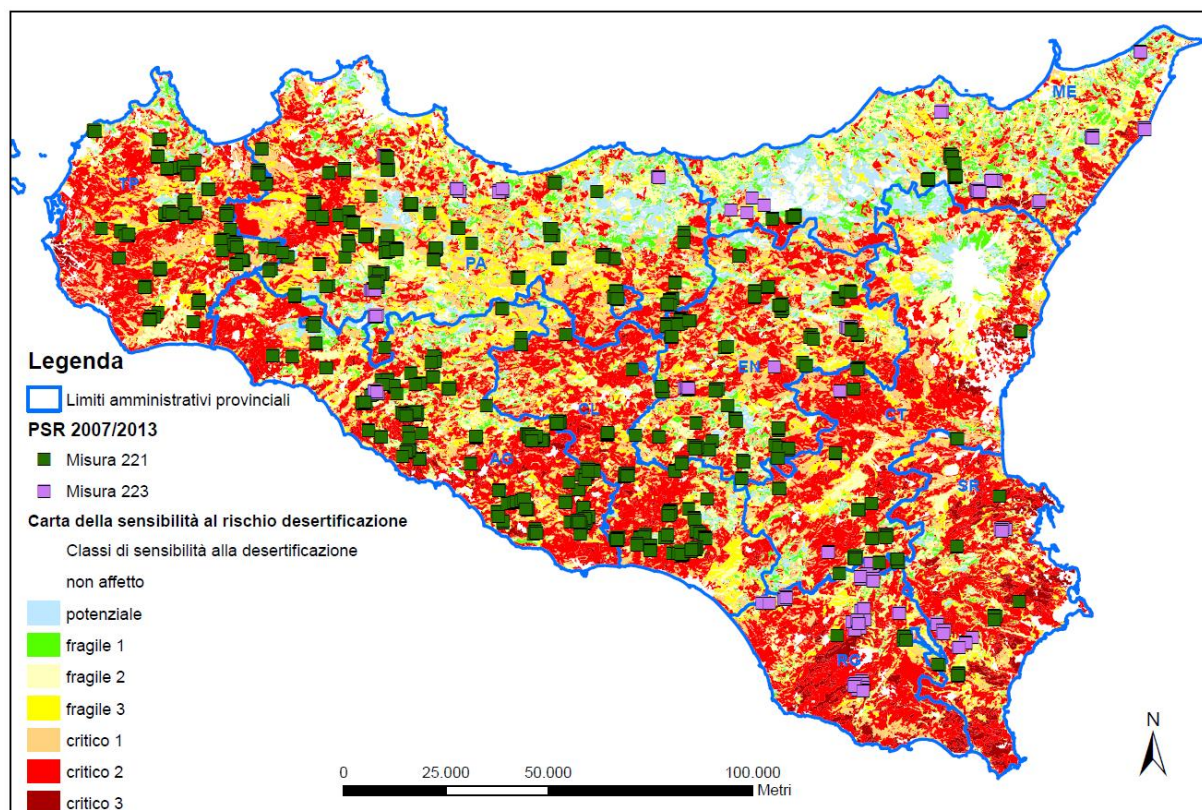 ME
TP
PA
EN
CL
CT
AG
SR
RG
Legenda
Limiti amministrativi provinciali
PSR 2007/2013
Misura 221
Misura 223
Carta della sensibilità al rischio desertificazione
Classi di sensibilità alla desertificazione
non affetto
potenziale
fragile 1
fragile 2
fragile 3
critico 1
critico 2
critico 3
0 25.000 50.000 100.000
Metri
N